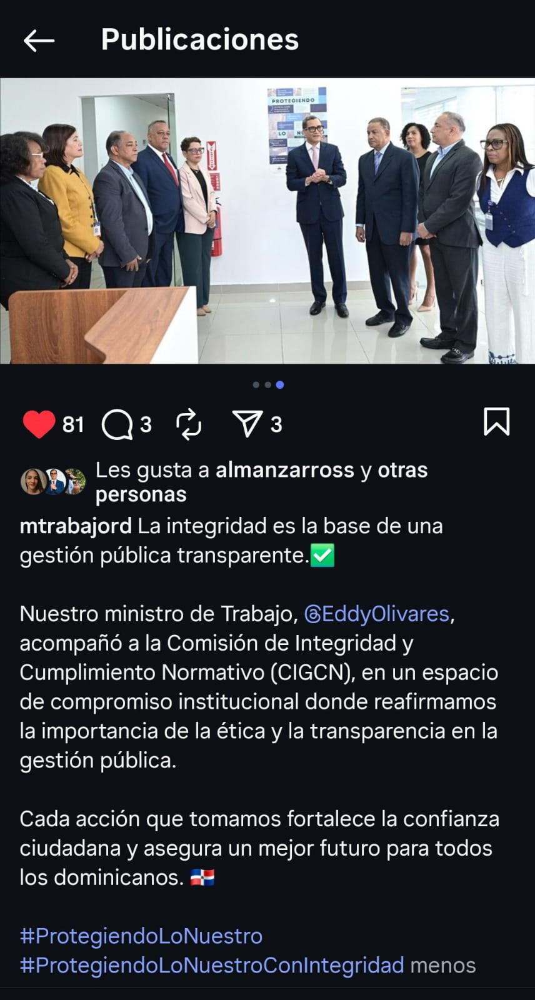 Publicaciones
PROTEGIENDO
LO NU
81 3 3
Les gusta a almanzarross y otras
personas
mtrabajord La integridad es la base de una
gestión pública transparente.✅
Nuestro ministro de Trabajo, @EddyOlivares,
acompañó a la Comisión de Integridad y
Cumplimiento Normativo (CIGCN), en un espacio
de compromiso institucional donde reafirmamos
la importancia de la ética y la transparencia en la
gestión pública.
Cada acción que tomamos fortalece la confianza
ciudadana y asegura un mejor futuro para todos
los dominicanos. 🇩🇴
#ProtegiendoLoNuestro
#ProtegiendoLoNuestroConIntegridad menos